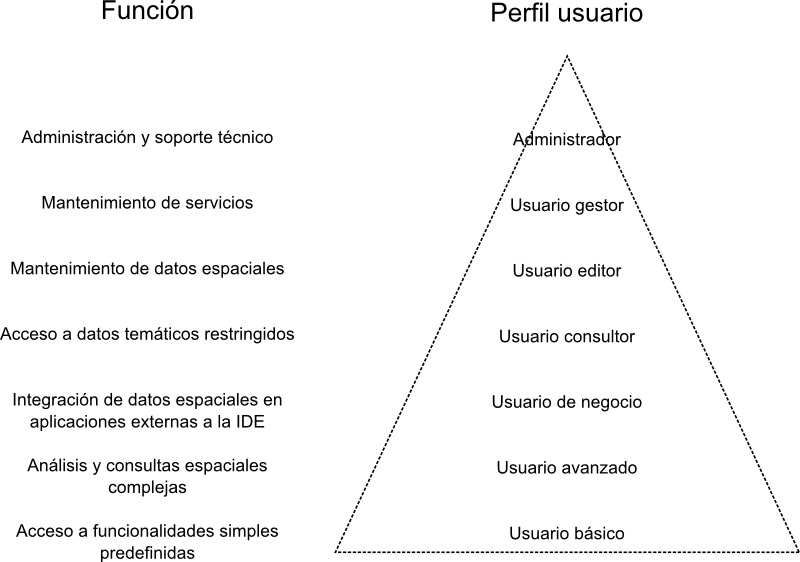 Función
Perfil usuario
Administración y soporte técnico
Administrador
Mantenimiento de servicios
Usuario gestor
Mantenimiento de datos espaciales
Usuario editor
Acceso a datos temáticos restringidos
Usuario consultor
Integración de datos espaciales en
aplicaciones externas a la IDE
Usuario de negocio
Análisis y consultas espaciales
complejas
Usuario avanzado
Acceso a funcionalidades simples
predefinidas
Usuario básico